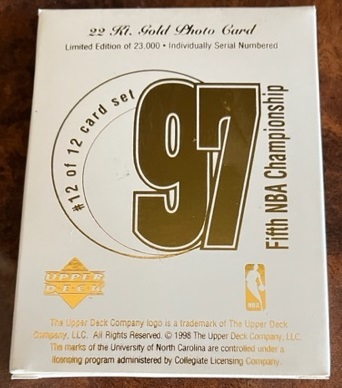 22 Kt. Gold Photo Card
Limited Edition of 23,000 • Individually Serial Numbered
#12 of 12 card set
97
Fifth NBA Championship
UPPER
DECK
NBA
The Upper Deck Company logo is a trademark of The Upper Deck
Company, LLC. All Rights Reserved. © 1998 The Upper Deck Company, LLC.
The marks of the University of North Carolina are controlled under a
licensing program administered by Collegiate Licensing Company.